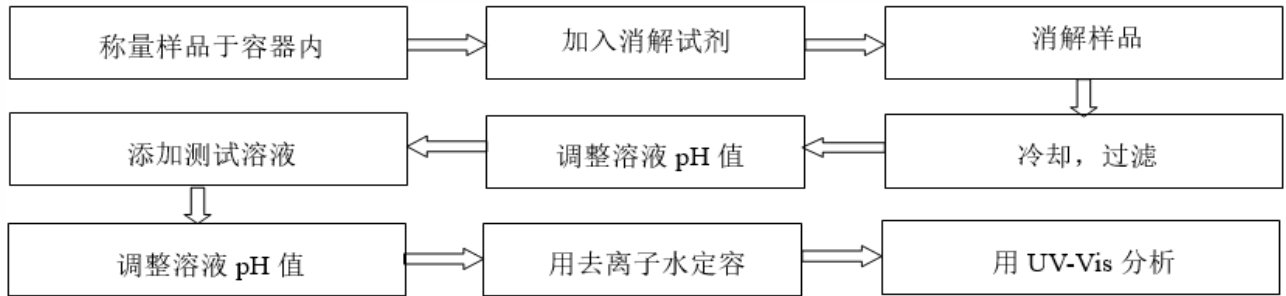 称量样品于容器内
加入消解试剂
消解样品
冷却，过滤
调整溶液 pH 值
添加测试溶液
调整溶液 pH 值
用去离子水定容
用 UV-Vis 分析